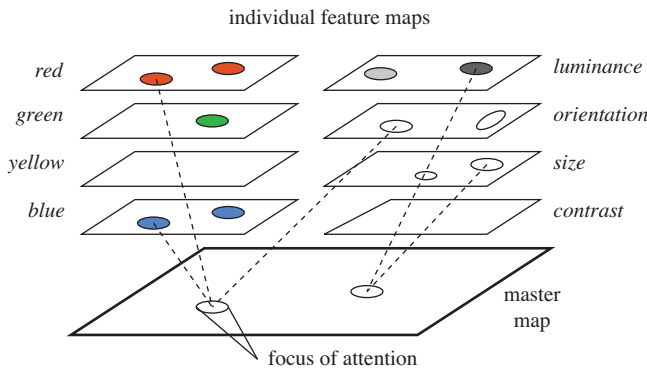 individual feature maps
red
luminance
green
orientation
yellow
size
blue
contrast
master
map
focus of attention